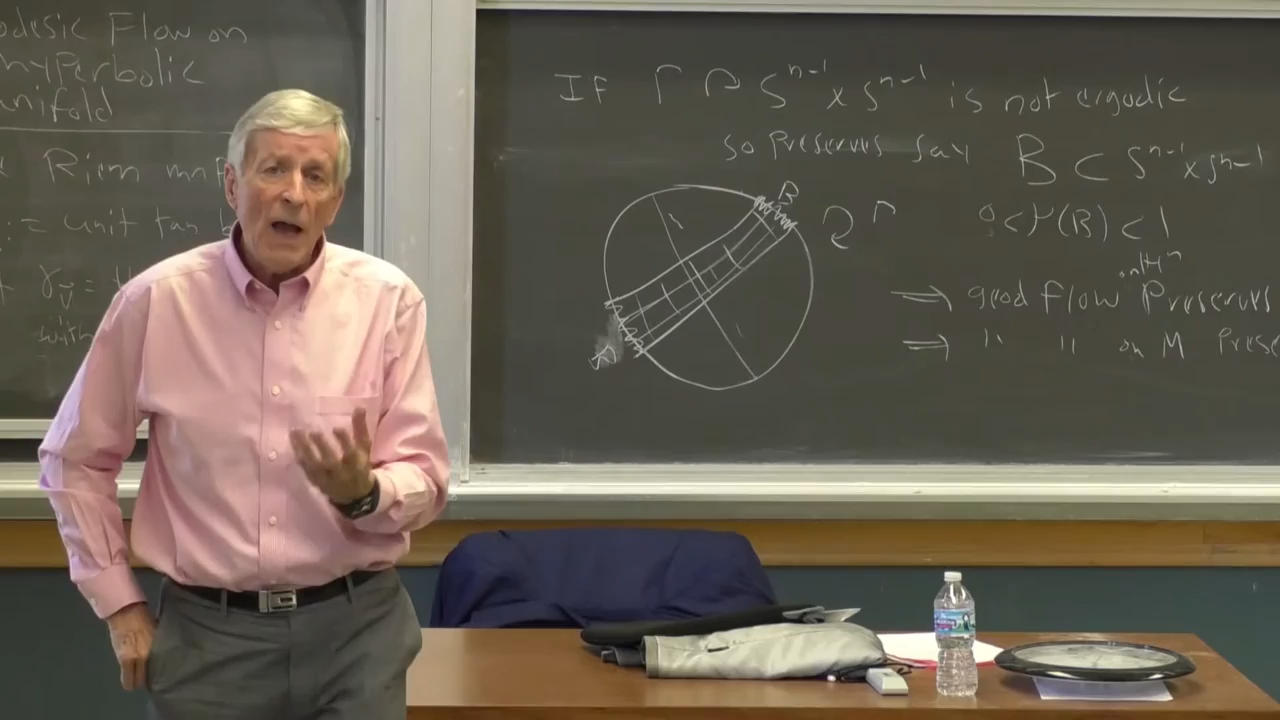 odesic Flow on
hyperbolic
nifold
Riem
:= unit tan
γv =
with
If Γ ↷ S^{n-1} x S^{n-1} is not ergodic
so preserves say B ⊂ S^{n-1} x S^{n-1}
B
Γ
0 < μ(B) < 1
⟹ geod flow preserves
⟹ " " on M Prese